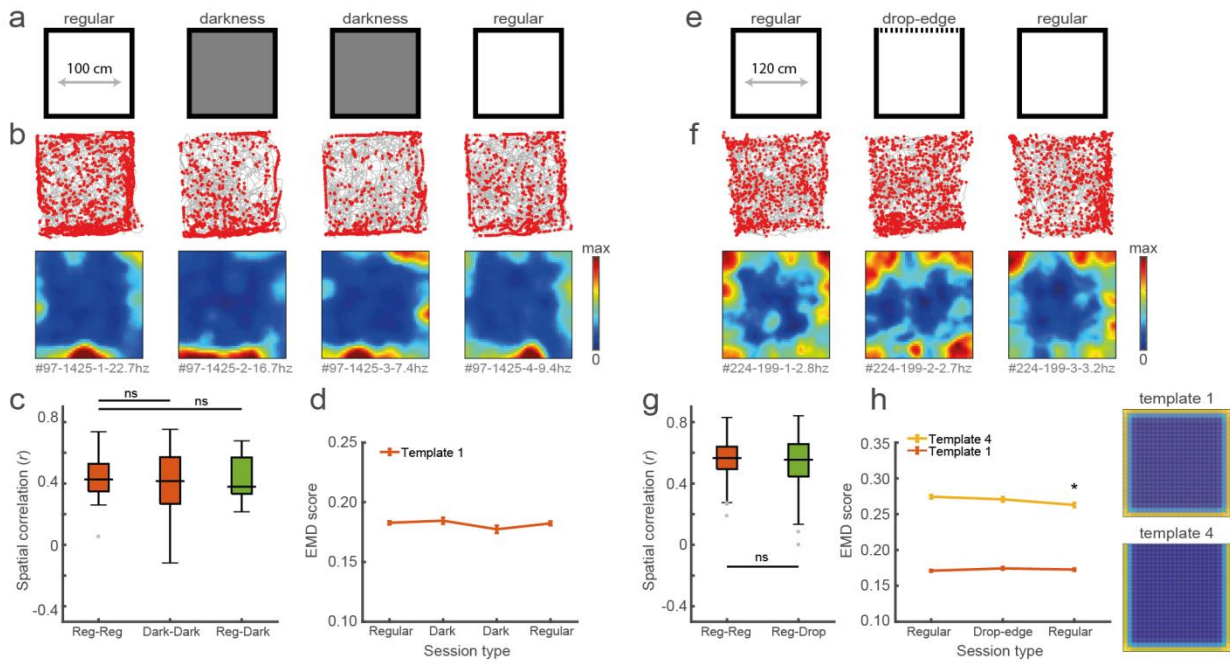 a
regular
darkness
darkness
regular
100 cm
b
max
0
#97-1425-1-22.7hz
#97-1425-2-16.7hz
#97-1425-3-7.4hz
#97-1425-4-9.4hz
c
ns
ns
Spatial correlation (r)
0.8
0.4
0
-0.4
Reg-Reg
Dark-Dark
Reg-Dark
d
Template 1
EMD score
0.25
0.20
0.15
0.10
Regular
Dark
Dark
Regular
Session type
e
regular
drop-edge
regular
120 cm
f
max
0
#224-199-1-2.8hz
#224-199-2-2.7hz
#224-199-3-3.2hz
g
Spatial correlation (r)
0.8
0.4
0
-0.4
ns
Reg-Reg
Reg-Drop
h
Template 4
Template 1
EMD score
0.35
0.30
0.25
0.20
0.15
0.10
*
Regular
Drop-edge
Regular
Session type
template 1
template 4